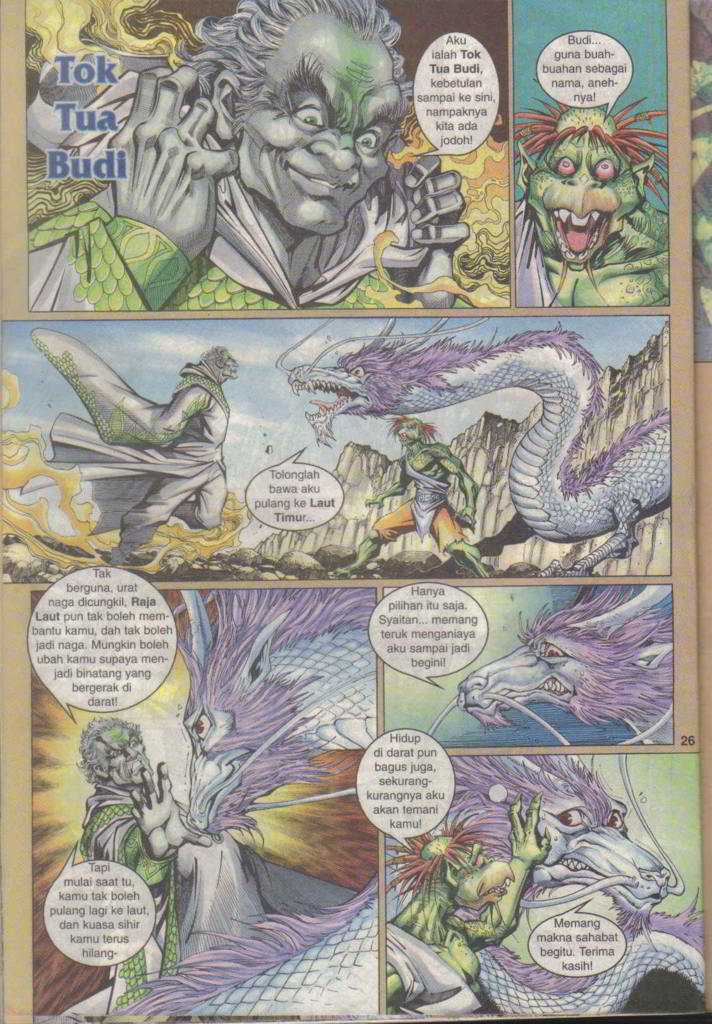 Tok
Tua
Budi
Aku
ialah Tok
Tua Budi,
kebetulan
sampai ke sini,
nampaknya
kita ada
jodoh!
Budi...
guna buah-
buahan sebagai
nama, aneh-
nya!
Tolonglah
bawa aku
pulang ke Laut
Timur...
Tak
berguna, urat
naga dicungkil, Raja
Laut pun tak boleh mem-
bantu kamu, dah tak boleh
jadi naga. Mungkin boleh
ubah kamu supaya men-
jadi binatang yang
bergerak di
darat!
Tapi
mulai saat tu,
kamu tak boleh
pulang lagi ke laut,
dan kuasa sihir
kamu terus
hilang-
Hanya
pilihan itu saja.
Syaitan... memang
teruk menganiaya
aku sampai jadi
begini!
26
Hidup
di darat pun
bagus juga,
sekurang-
kurangnya aku
akan temani
kamu!
Memang
makna sahabat
begitu. Terima
kasih!